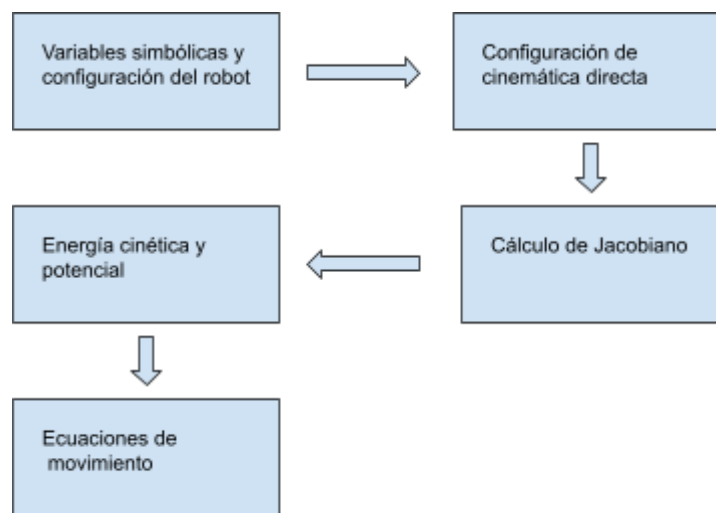 Variables simbólicas y
configuración del robot
Configuración de
cinemática directa
Cálculo de Jacobiano
Energía cinética y
potencial
Ecuaciones de
movimiento